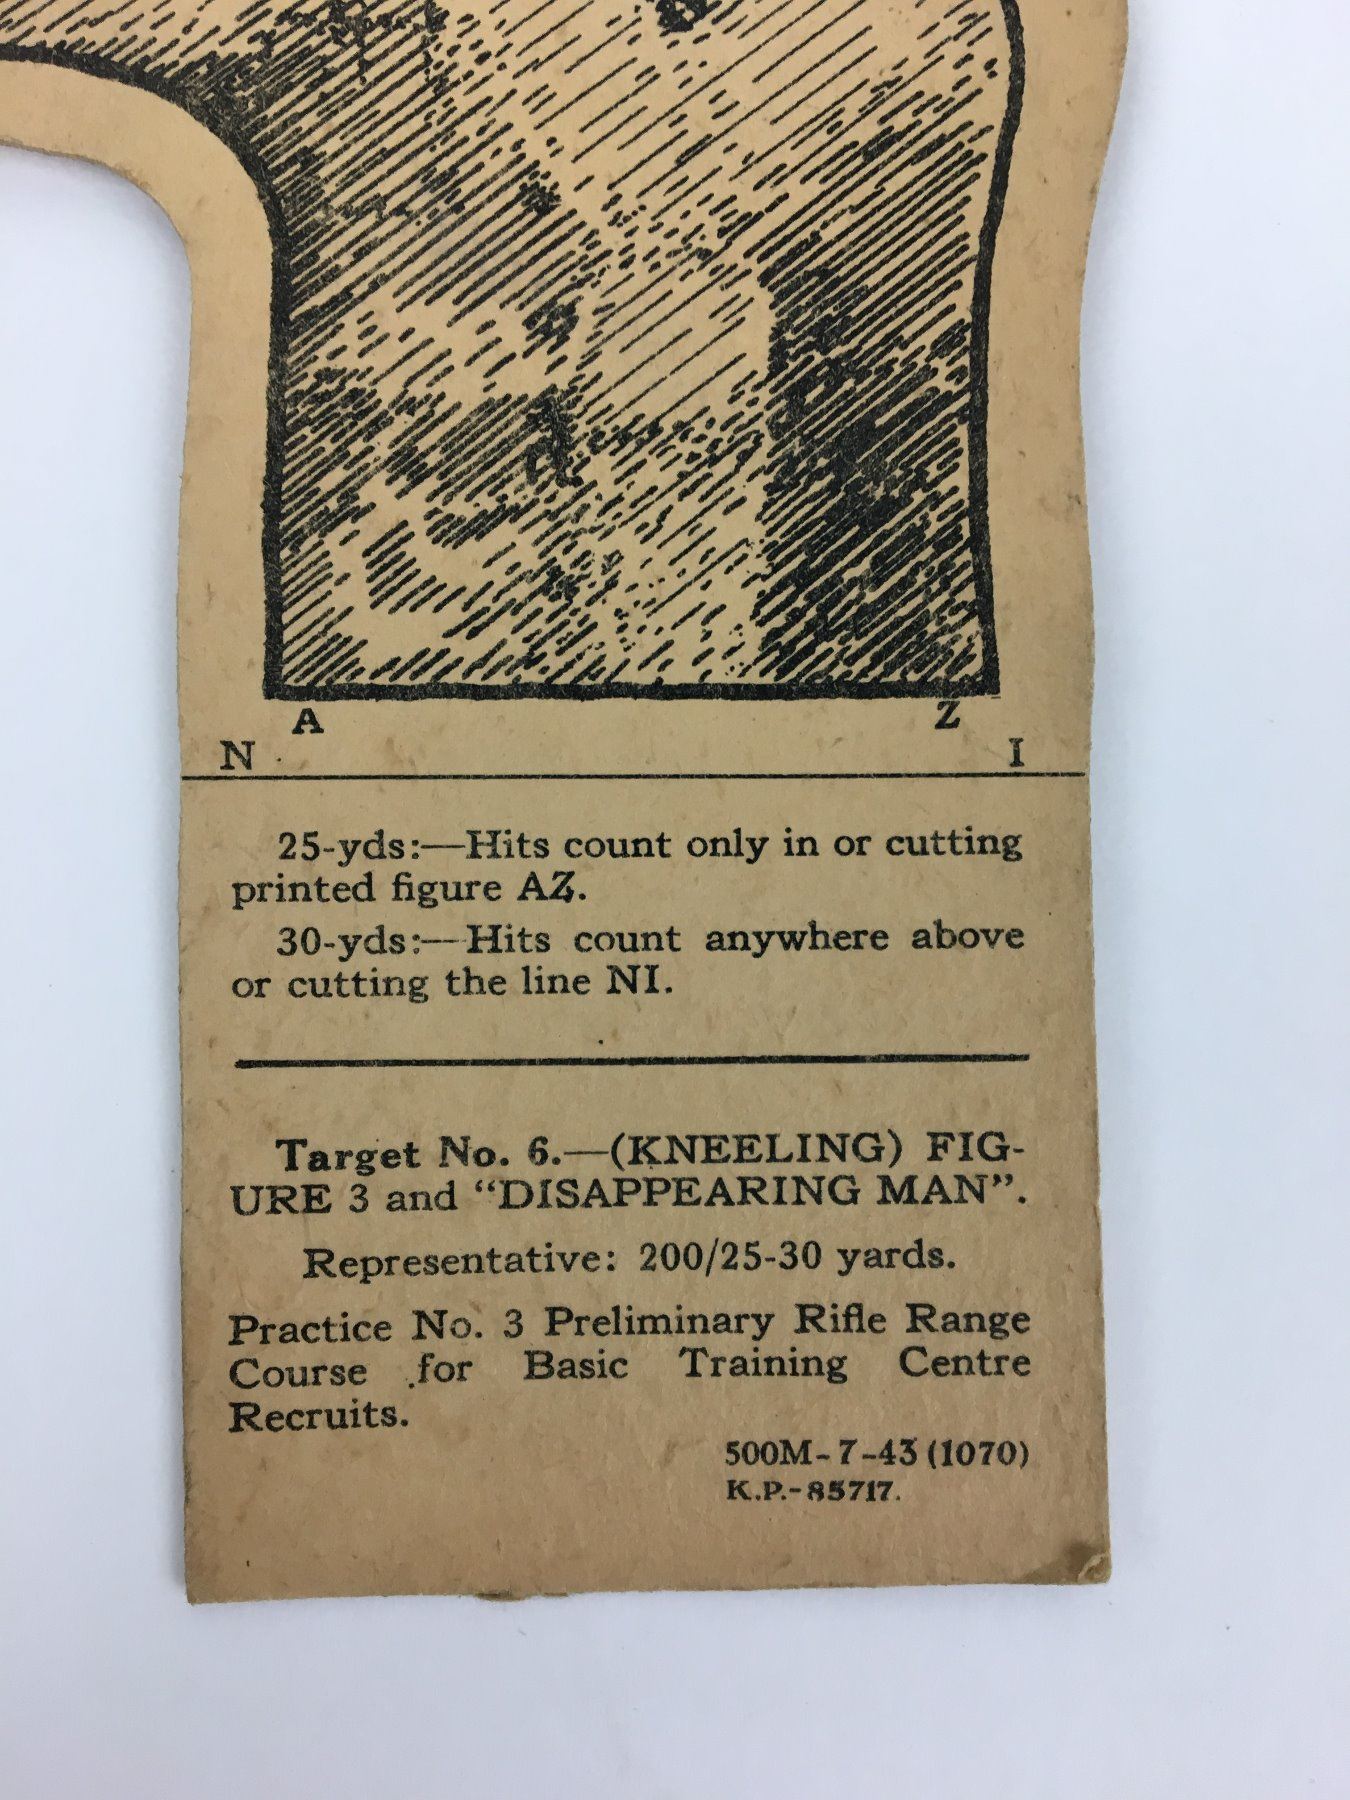 A Z
N I
25-yds:—Hits count only in or cutting
printed figure AZ.
30-yds:—Hits count anywhere above
or cutting the line NI.
Target No. 6.—(KNEELING) FIG-
URE 3 and “DISAPPEARING MAN”.
Representative: 200/25-30 yards.
Practice No. 3 Preliminary Rifle Range
Course for Basic Training Centre
Recruits.
500M-7-43 (1070)
K.P.-85717.